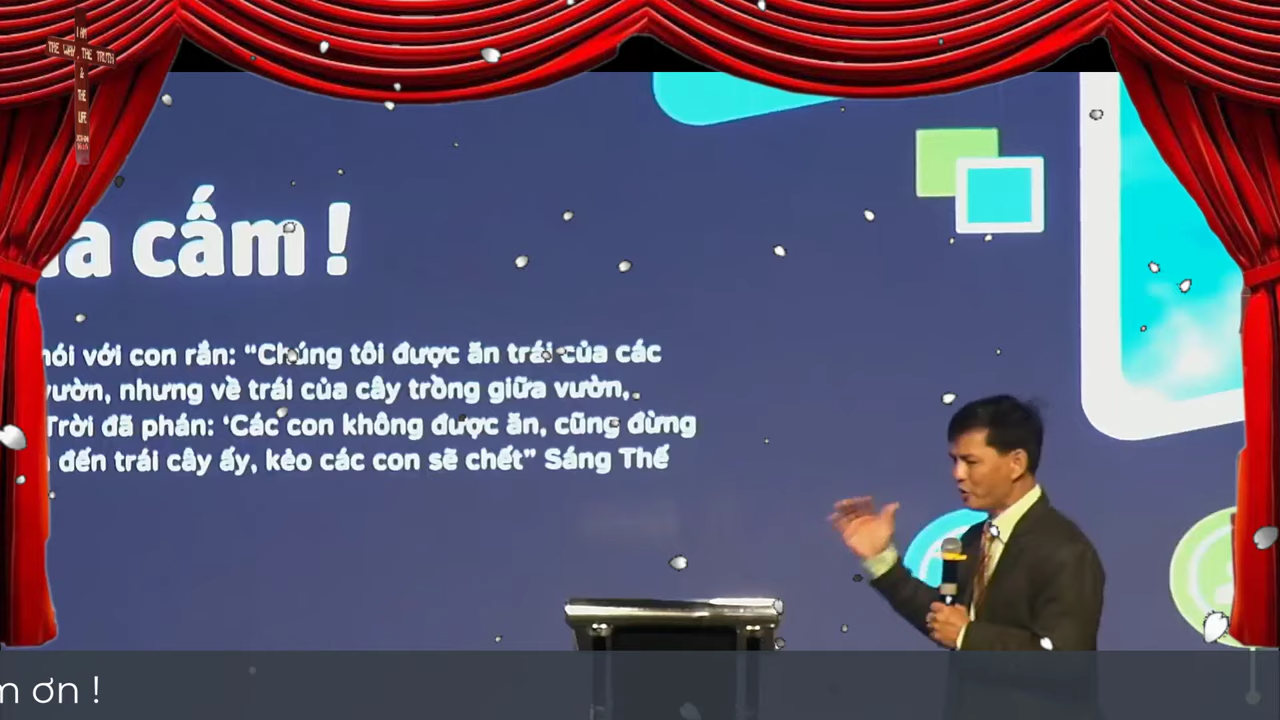 I AM
THE WAY, THE TRUTH
&
THE
LIFE
a cấm !
nói với con rắn: “Chúng tôi được ăn trái của các
vườn, nhưng về trái của cây trồng giữa vườn,
Trời đã phán: ‘Các con không được ăn, cũng đừng
đến trái cây ấy, kẻo các con sẽ chết” Sáng Thế
m ơn !